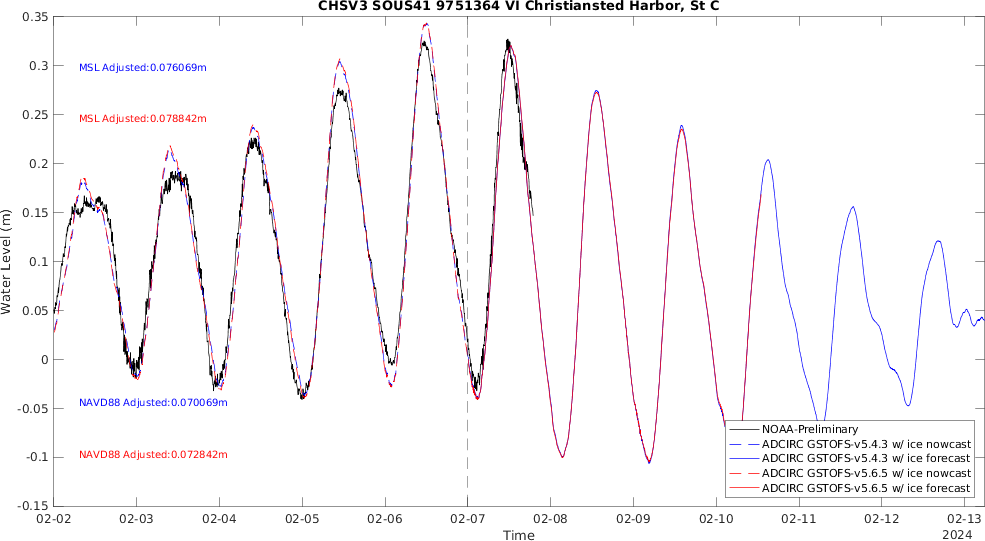 CHSV3 SOUS41 9751364 VI Christiansted Harbor, St C
0.35
0.3
0.25
0.2
0.15
0.1
0.05
0
-0.05
-0.1
-0.15
Water Level (m)
MSL Adjusted:0.076069m
MSL Adjusted:0.078842m
NAVD88 Adjusted:0.070069m
NAVD88 Adjusted:0.072842m
NOAA-Preliminary
ADCIRC GSTOFS-v5.4.3 w/ ice nowcast
ADCIRC GSTOFS-v5.4.3 w/ ice forecast
ADCIRC GSTOFS-v5.6.5 w/ ice nowcast
ADCIRC GSTOFS-v5.6.5 w/ ice forecast
02-02 02-03 02-04 02-05 02-06 02-07 02-08 02-09 02-10 02-11 02-12 02-13
Time
2024